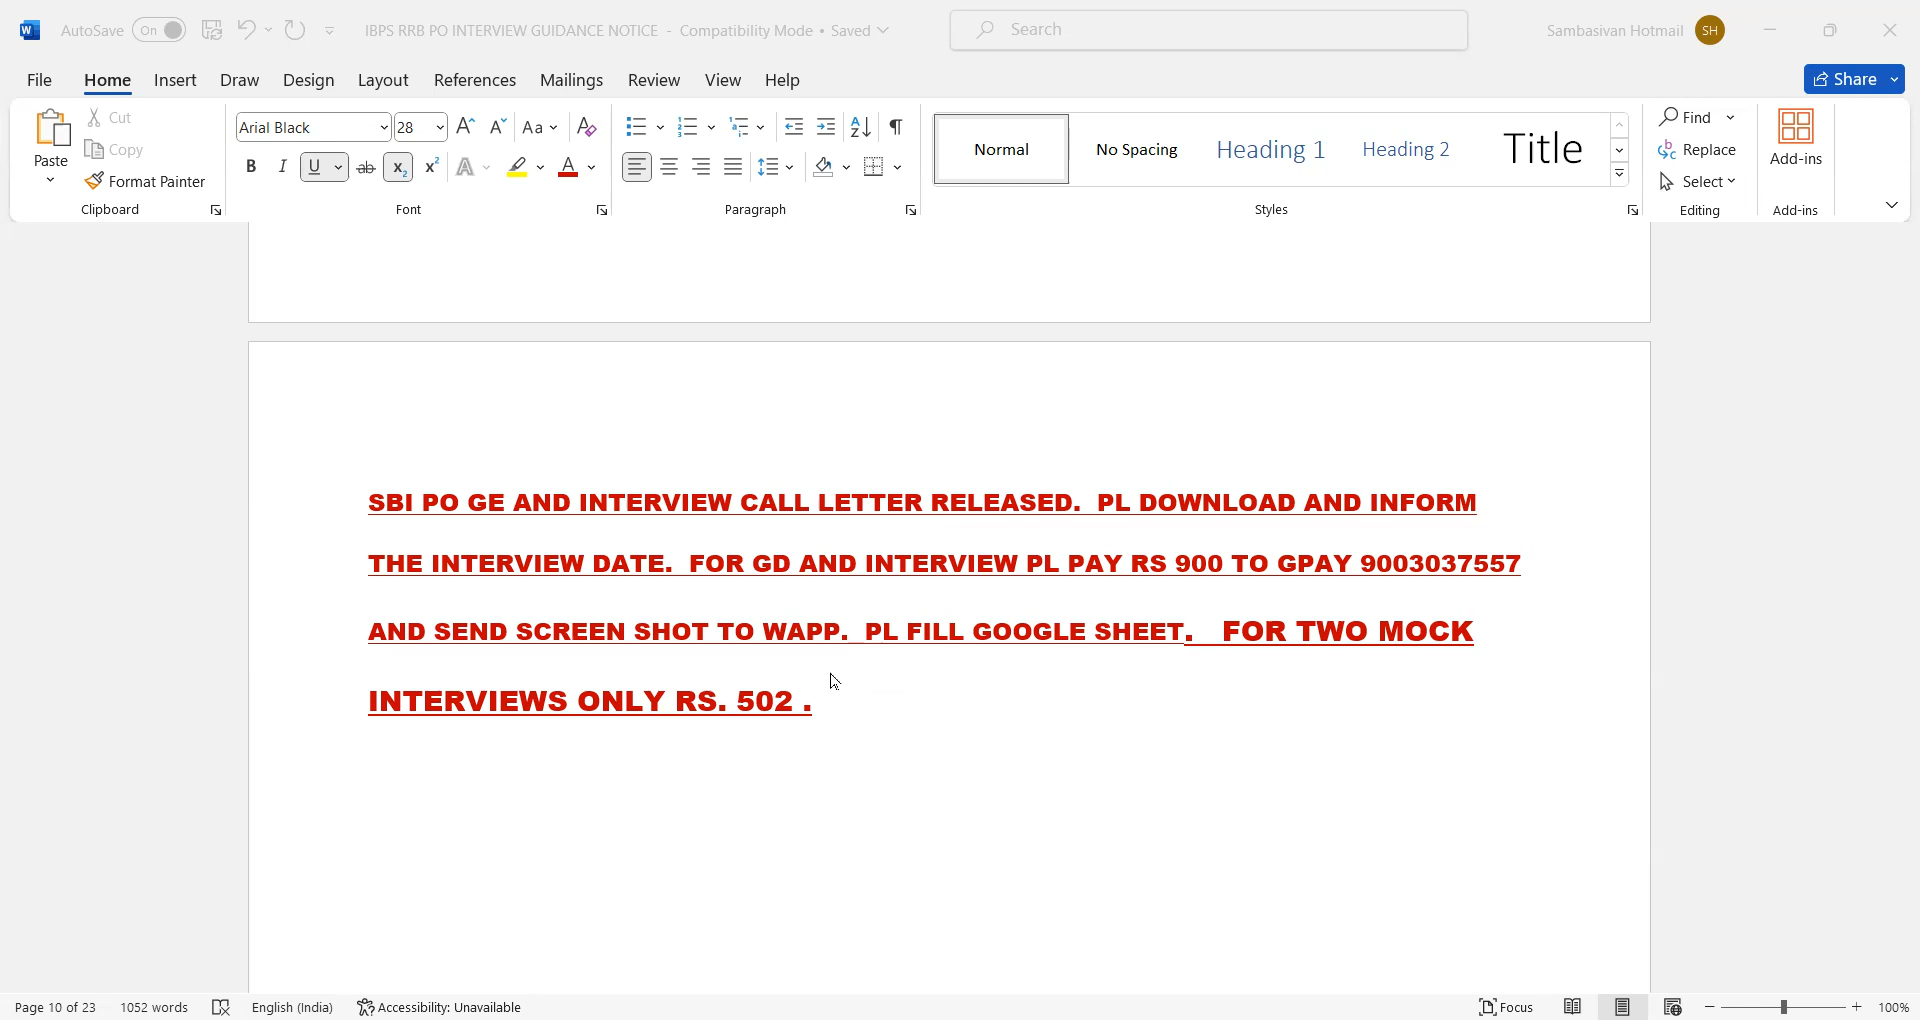 AutoSave On IBPS RRB PO INTERVIEW GUIDANCE NOTICE - Compatibility Mode • Saved Search Sambasivan Hotmail SH
File Home Insert Draw Design Layout References Mailings Review View Help Share
Paste Cut Copy Format Painter
Clipboard
Arial Black 28 Aa
B I U ab x₂ x² A A
Font
Paragraph
Normal No Spacing Heading 1 Heading 2 Title
Styles
Find
Replace
Select
Editing
Add-ins
Add-ins
SBI PO GE AND INTERVIEW CALL LETTER RELEASED. PL DOWNLOAD AND INFORM
THE INTERVIEW DATE. FOR GD AND INTERVIEW PL PAY RS 900 TO GPAY 9003037557
AND SEND SCREEN SHOT TO WAPP. PL FILL GOOGLE SHEET. FOR TWO MOCK
INTERVIEWS ONLY RS. 502 .
Page 10 of 23 1052 words English (India) Accessibility: Unavailable Focus 100%